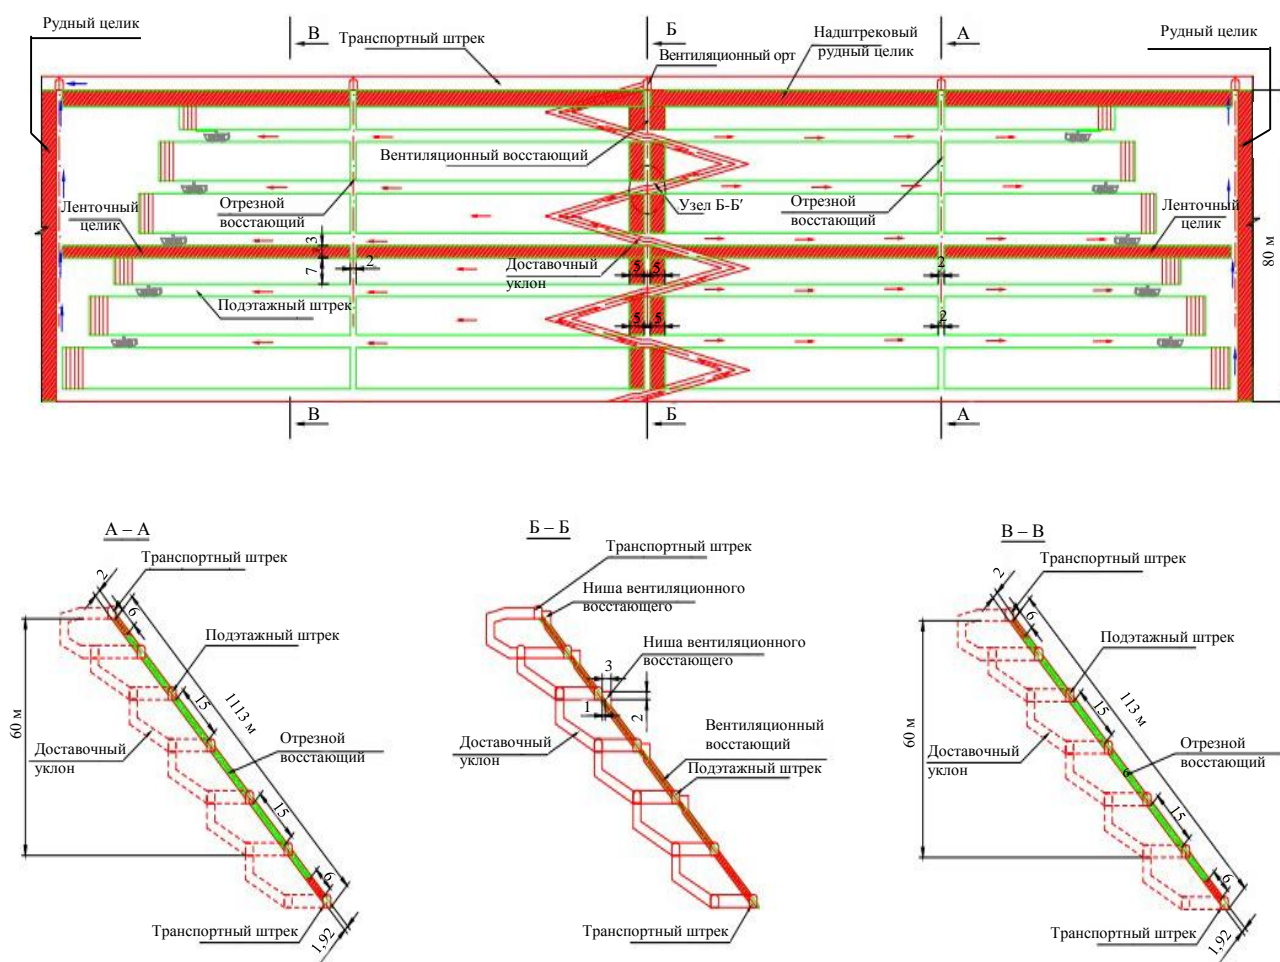 Рудный целик
В
Транспортный штрек
Б
Вентиляционный орт
Надштрековый
рудный целик
А
Рудный целик
Вентиляционный восстающий
Отрезной
восстающий
Узел Б-Б′
Отрезной
восстающий
Ленточный
целик
Ленточный
целик
3
Доставочный
уклон
7
2
5
5
2
80 м
Подэтажный штрек
5
5
2
В
Б
А
А – А
Транспортный штрек
2
6
Подэтажный штрек
15
1113 м
60 м
Доставочный
уклон
Отрезной
восстающий
15
6
Транспортный штрек
1,92
Б – Б
Транспортный штрек
Ниша вентиляционного
восстающего
Ниша вентиляционного
восстающего
3
1
2
Доставочный
уклон
Вентиляционный
восстающий
Подэтажный штрек
Транспортный штрек
В – В
Транспортный штрек
2
6
Подэтажный штрек
15
113 м
60 м
Доставочный
уклон
Отрезной
восстающий
6
15
6
Транспортный штрек
1,92